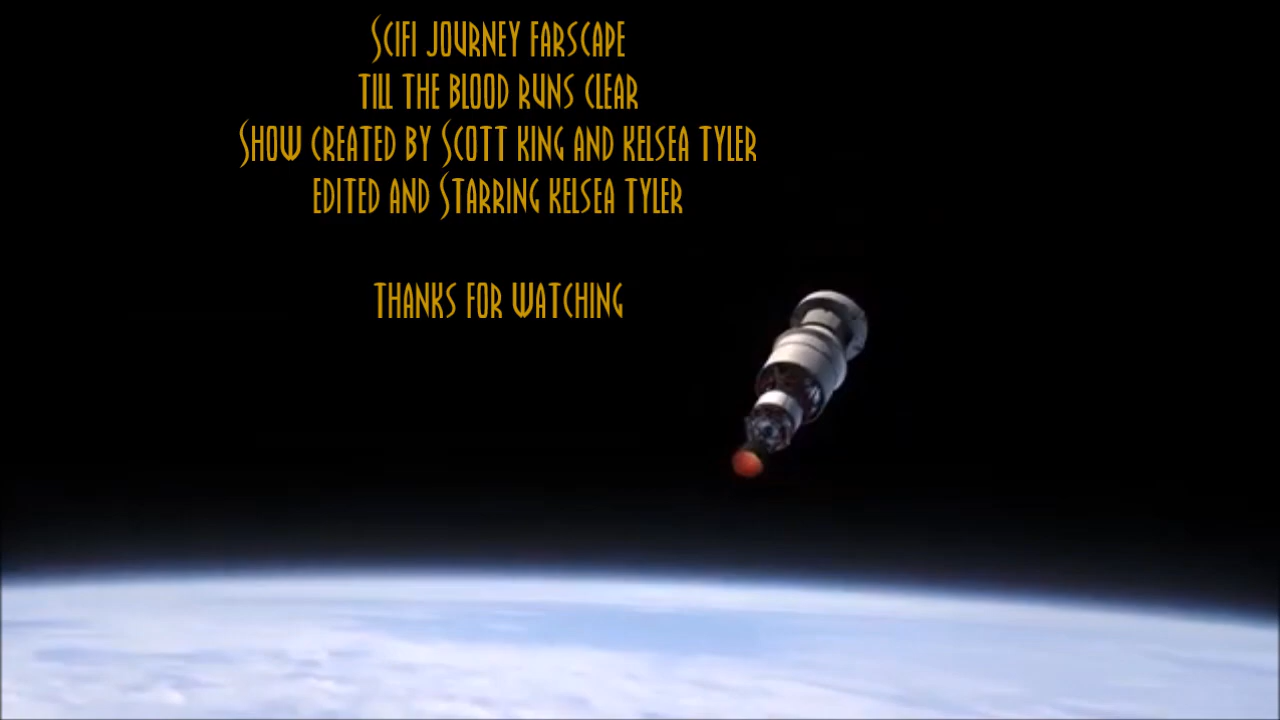 Scifi Journey Farscape
Till the blood runs clear
Show created by Scott King and Kelsea Tyler
Edited and Starring Kelsea Tyler
Thanks for Watching